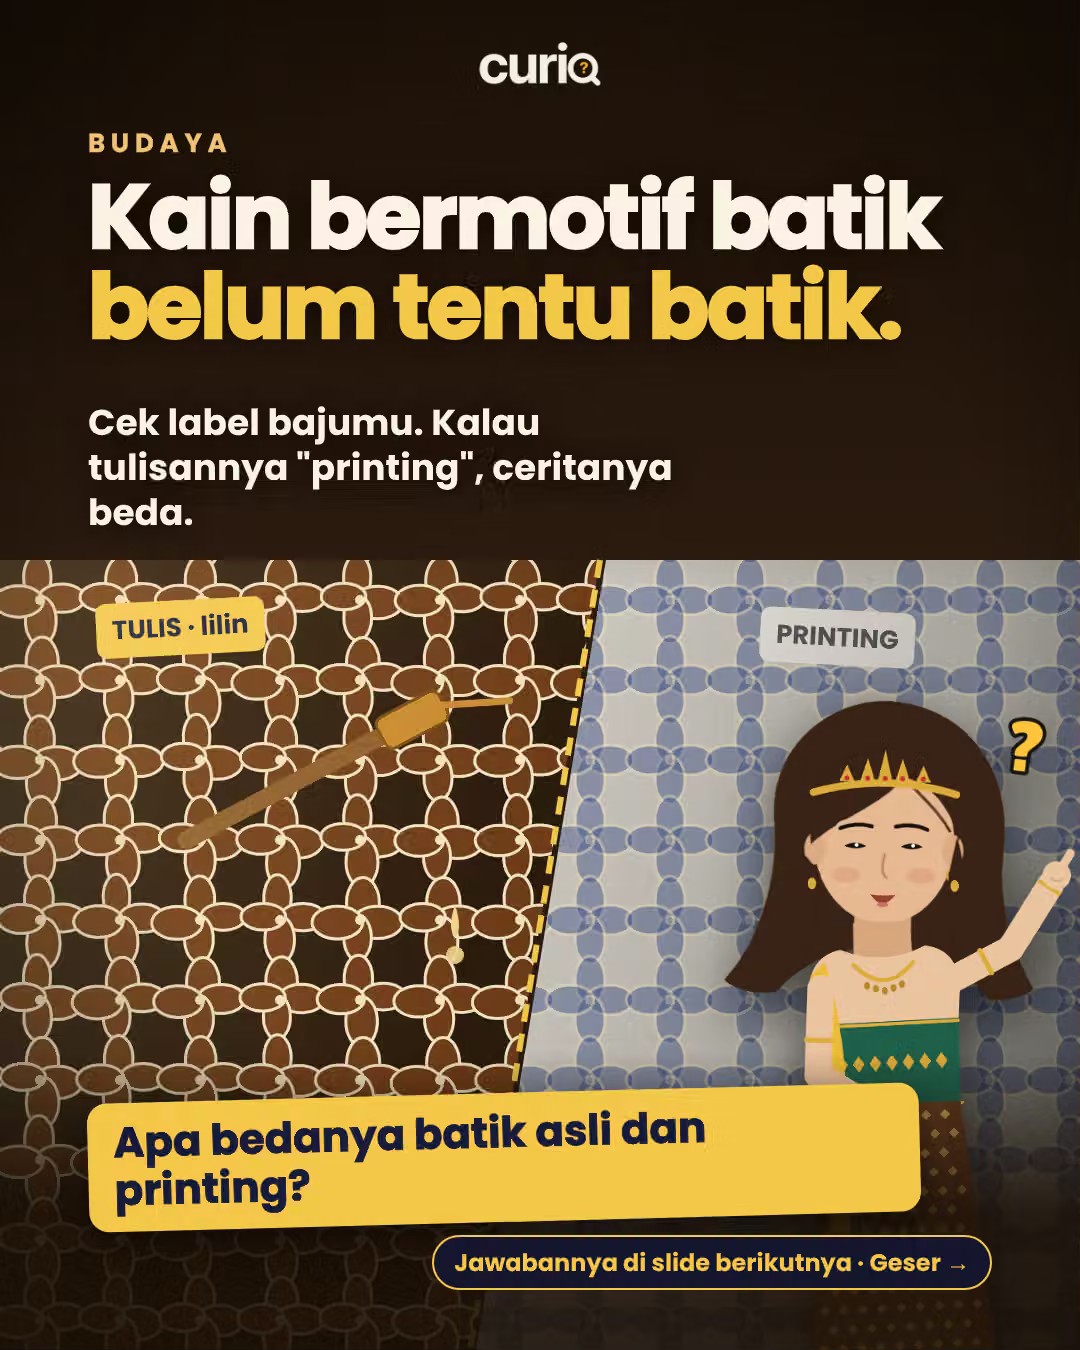 curio
BUDAYA
Kain bermotif batik
belum tentu batik.
Cek label bajumu. Kalau
tulisannya "printing", ceritanya
beda.
TULIS · lilin
PRINTING
?
Apa bedanya batik asli dan
printing?
Jawabannya di slide berikutnya · Geser →